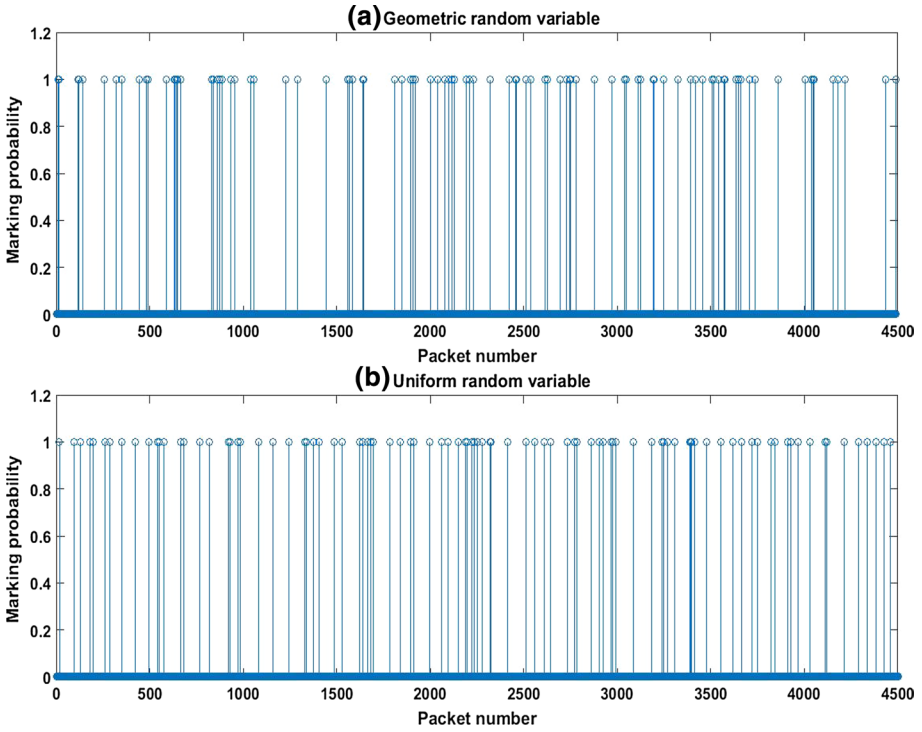 (a) Geometric random variable
1.2
1
0.8
0.6
0.4
0.2
0
Marking probability
0 500 1000 1500 2000 2500 3000 3500 4000 4500
Packet number
(b) Uniform random variable
1.2
1
0.8
0.6
0.4
0.2
0
Marking probability
0 500 1000 1500 2000 2500 3000 3500 4000 4500
Packet number